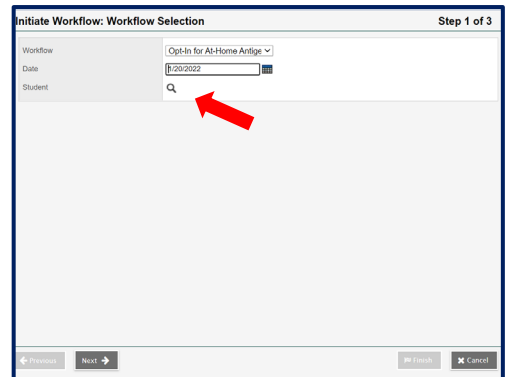 Initiate Workflow: Workflow Selection Step 1 of 3
Workflow Opt-In for At-Home Antige
Date 1/20/2022
Student
Previous Next Finish Cancel